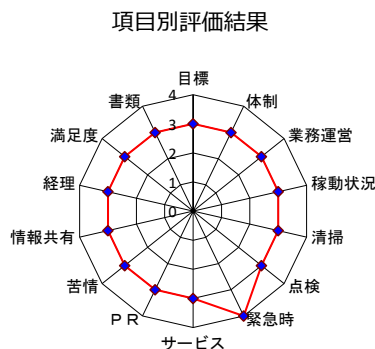 項目別評価結果
目標
体制
業務運営
稼動状況
清掃
点検
緊急時
サービス
ＰＲ
苦情
情報共有
経理
満足度
書類
4
3
2
1
0